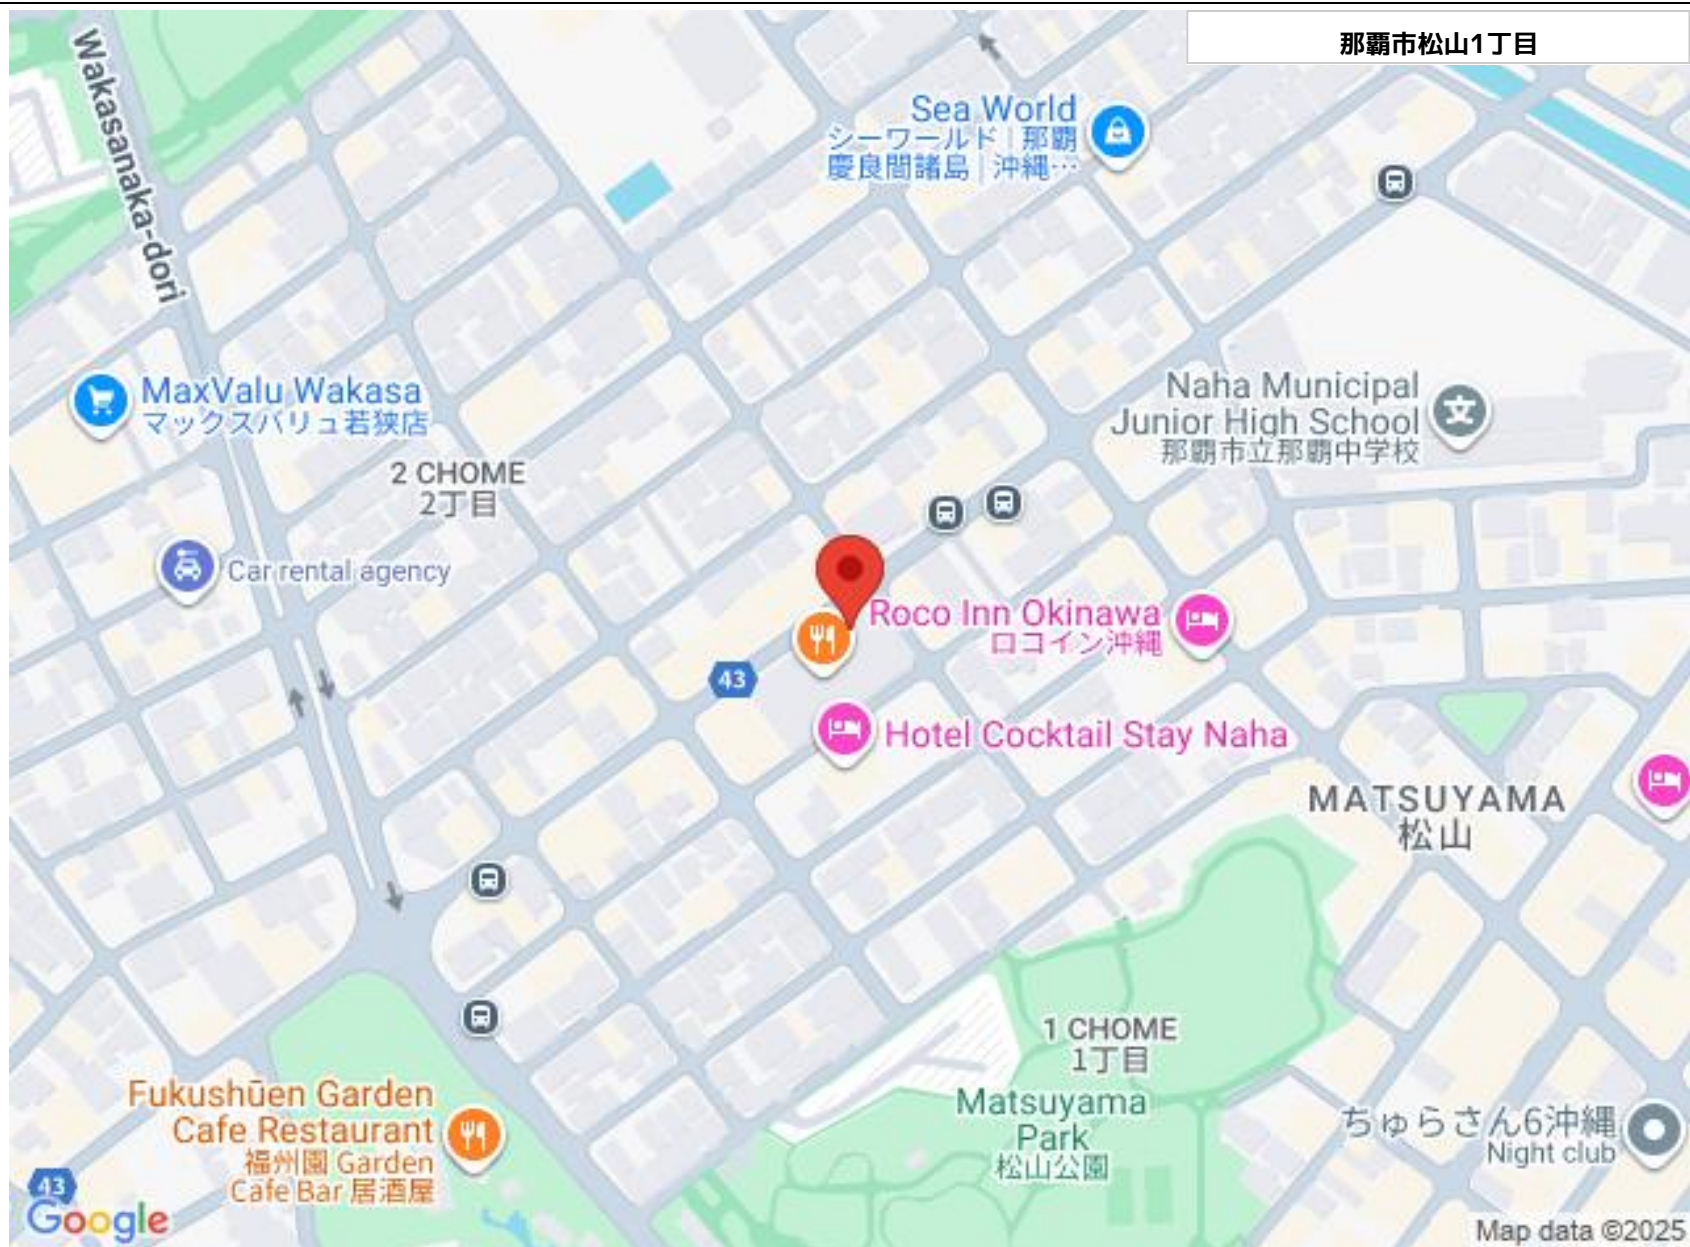 那覇市松山1丁目
Wakasanaka-dori
Sea World
シーワールド | 那覇
慶良間諸島 | 沖縄…
MaxValu Wakasa
マックスバリュ若狭店
Naha Municipal
Junior High School
那覇市立那覇中学校
文
2 CHOME
2丁目
Car rental agency
Roco Inn Okinawa
ロコイン沖縄
43
Hotel Cocktail Stay Naha
MATSUYAMA
松山
1 CHOME
1丁目
Matsuyama
Park
松山公園
Fukushūen Garden
Cafe Restaurant
福州園 Garden
Cafe Bar 居酒屋
ちゅらさん6沖縄
Night club
43
Google
Map data ©2025